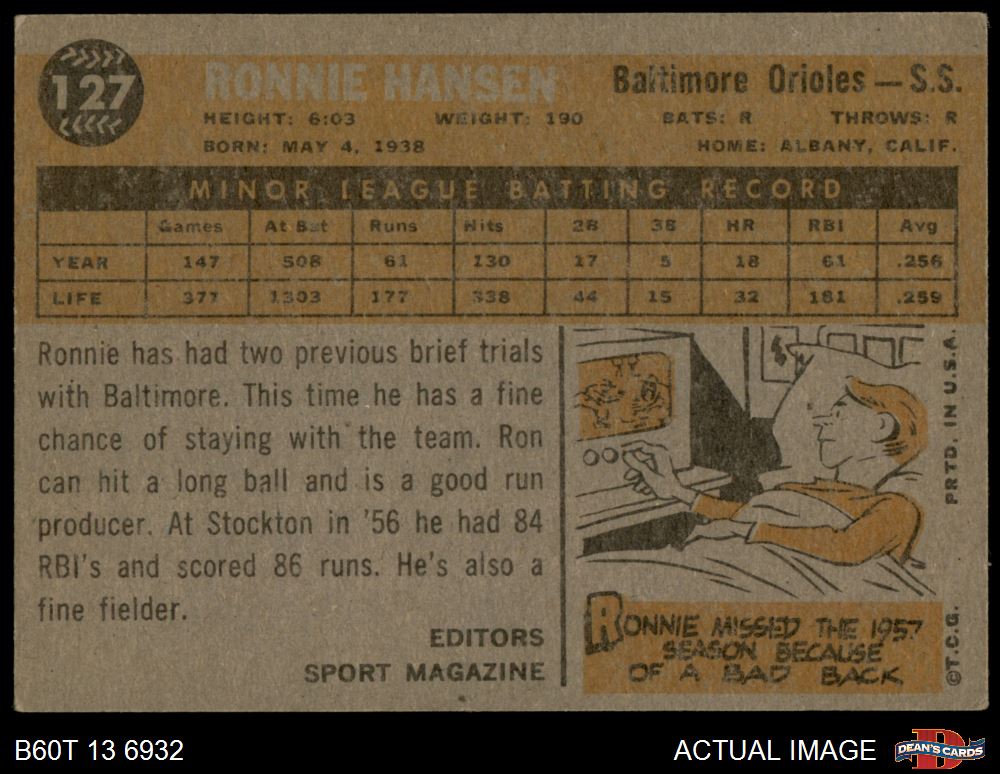 127
RONNIE HANSEN
Baltimore Orioles — S.S.
HEIGHT: 6:03 WEIGHT: 190 BATS: R THROWS: R
BORN: MAY 4, 1938 HOME: ALBANY, CALIF.
MINOR LEAGUE BATTING RECORD
Games At Bat Runs Hits 2B 3B HR RBI Avg
YEAR 147 508 61 130 17 5 18 61 .256
LIFE 377 1303 177 338 44 15 32 181 .259
Ronnie has had two previous brief trials
with Baltimore. This time he has a fine
chance of staying with the team. Ron
can hit a long ball and is a good run
producer. At Stockton in '56 he had 84
RBI's and scored 86 runs. He's also a
fine fielder.
EDITORS
SPORT MAGAZINE
RONNIE MISSED THE 1957
SEASON BECAUSE
OF A BAD BACK
©T.C.G. PRTD. IN U.S.A.
B60T 13 6932
ACTUAL IMAGE
D
DEAN'S CARDS